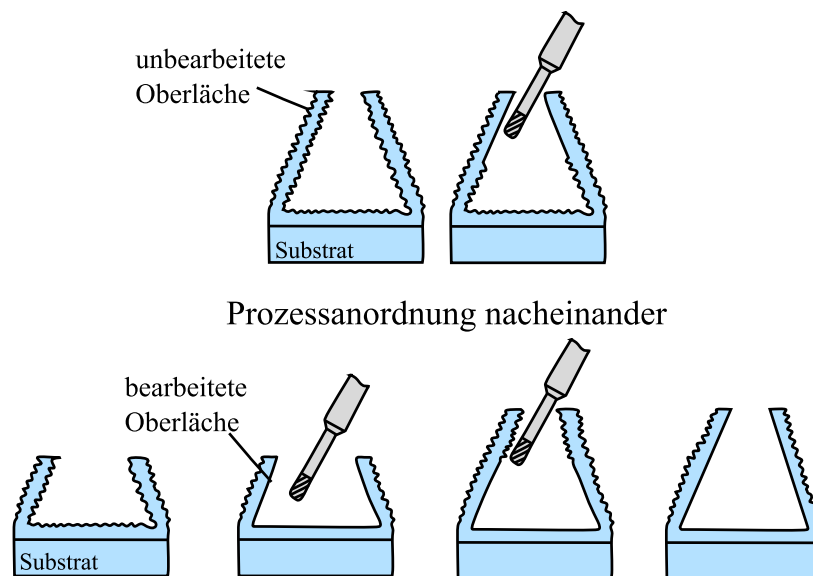 unbearbeitete
Oberläche
Substrat
Prozessanordnung nacheinander
bearbeitete
Oberläche
Substrat